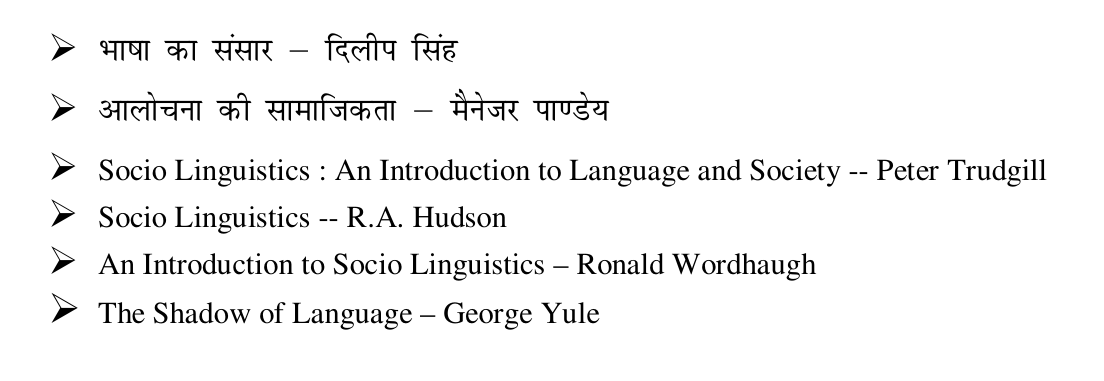 ➢ भाषा का संसार – दिलीप सिंह
➢ आलोचना की सामाजिकता – मैनेजर पाण्डेय
➢ Socio Linguistics : An Introduction to Language and Society -- Peter Trudgill
➢ Socio Linguistics -- R.A. Hudson
➢ An Introduction to Socio Linguistics – Ronald Wordhaugh
➢ The Shadow of Language – George Yule